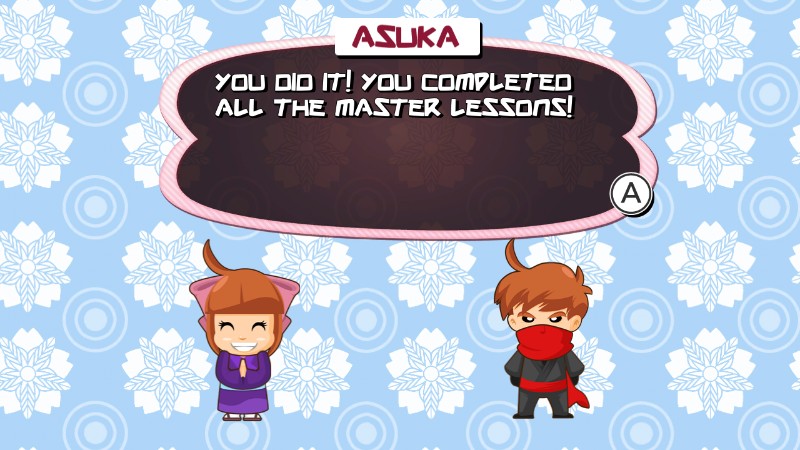 ASUKA
YOU DID IT! YOU COMPLETED
ALL THE MASTER LESSONS!
A